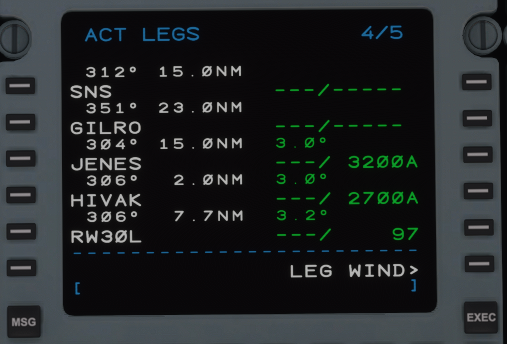 ACT LEGS 4/5
312° 15.0NM
SNS ---/-----
351° 23.0NM
GILRO ---/-----
304° 15.0NM 3.0°
JENES ---/ 3200A
306° 2.0NM 3.0°
HIVAK ---/ 2700A
306° 7.7NM 3.2°
RW30L ---/ 97
--------------------------------
LEG WIND>
[ ]
MSG EXEC